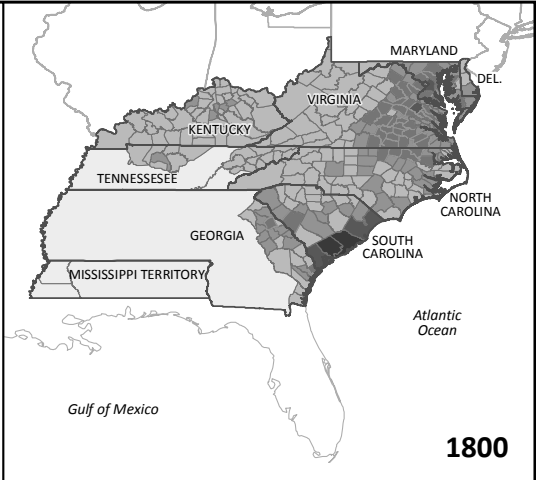 MARYLAND
DEL.
VIRGINIA
KENTUCKY
TENNESSESEE
NORTH
CAROLINA
GEORGIA
SOUTH
CAROLINA
MISSISSIPPI TERRITORY
Atlantic
Ocean
Gulf of Mexico
1800